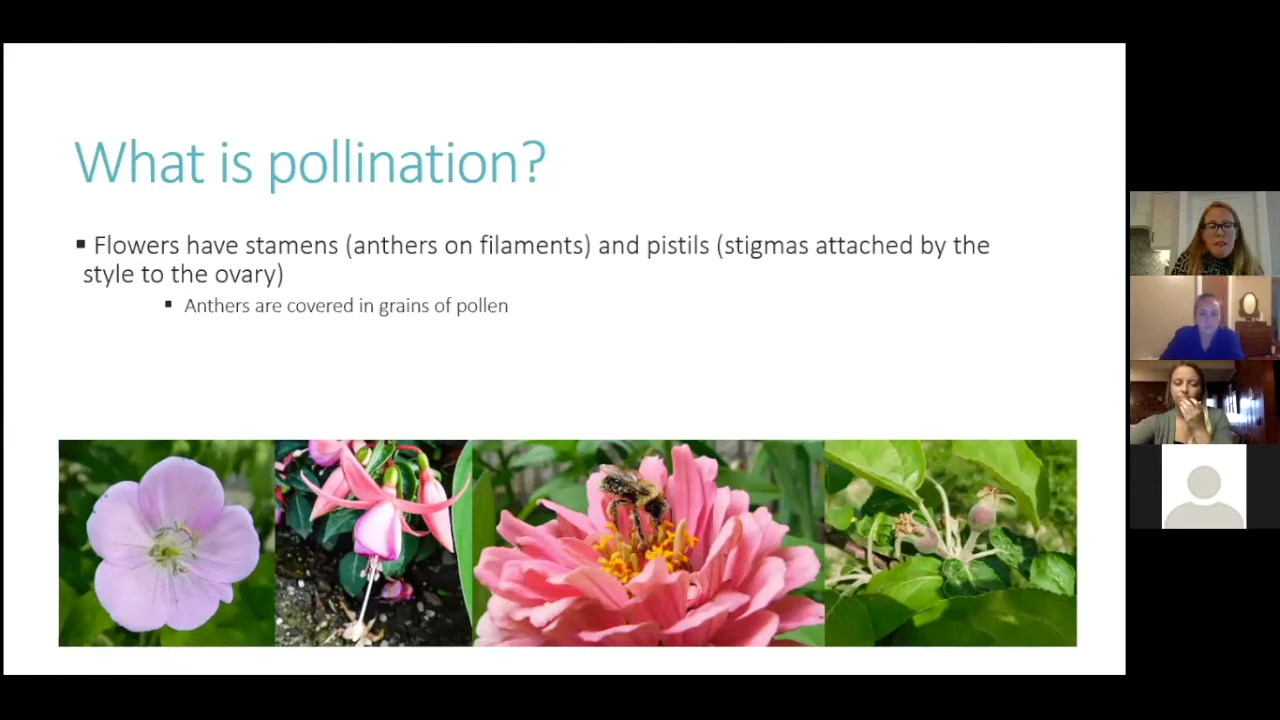 What is pollination?
▪ Flowers have stamens (anthers on filaments) and pistils (stigmas attached by the
style to the ovary)
▪ Anthers are covered in grains of pollen